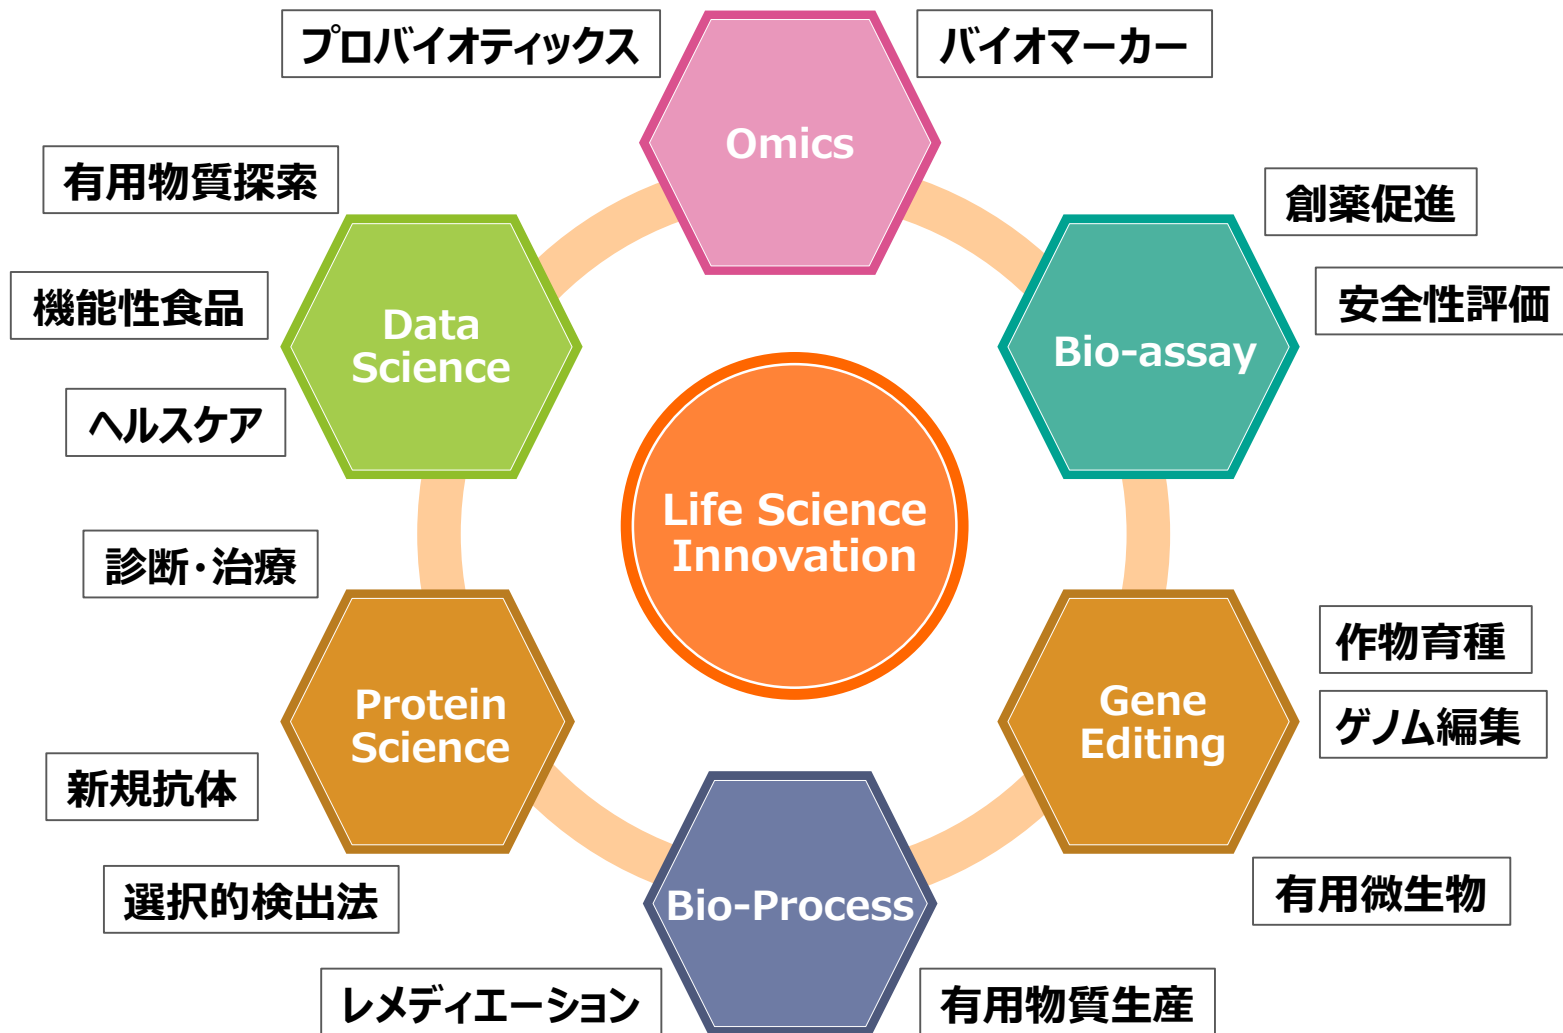 プロバイオティックス
バイオマーカー
Omics
有用物質探索
創薬促進
機能性食品
安全性評価
Data
Science
Bio-assay
ヘルスケア
Life Science
Innovation
診断・治療
作物育種
Protein
Science
Gene
Editing
ゲノム編集
新規抗体
選択的検出法
Bio-Process
有用微生物
レメディエーション
有用物質生産